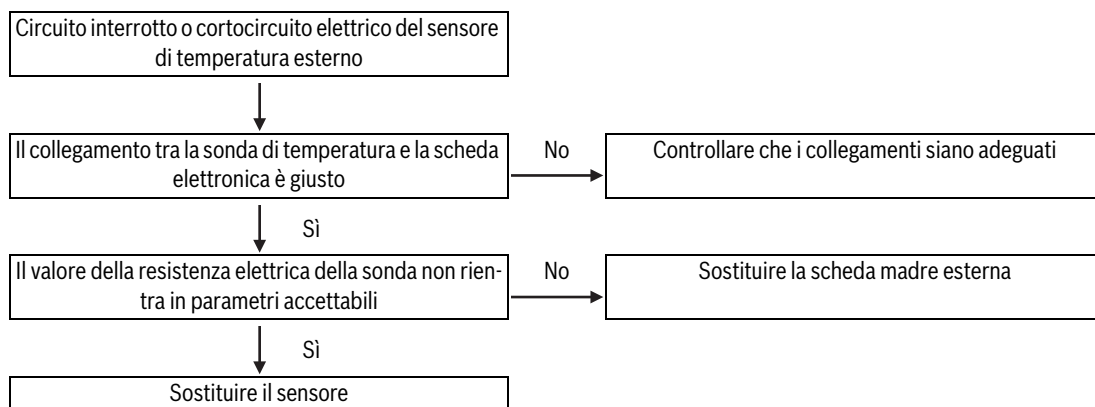 Circuito interrotto o cortocircuito elettrico del sensore
di temperatura esterno
Il collegamento tra la sonda di temperatura e la scheda
elettronica è giusto
No
Controllare che i collegamenti siano adeguati
Sì
Il valore della resistenza elettrica della sonda non rien-
tra in parametri accettabili
No
Sostituire la scheda madre esterna
Sì
Sostituire il sensore